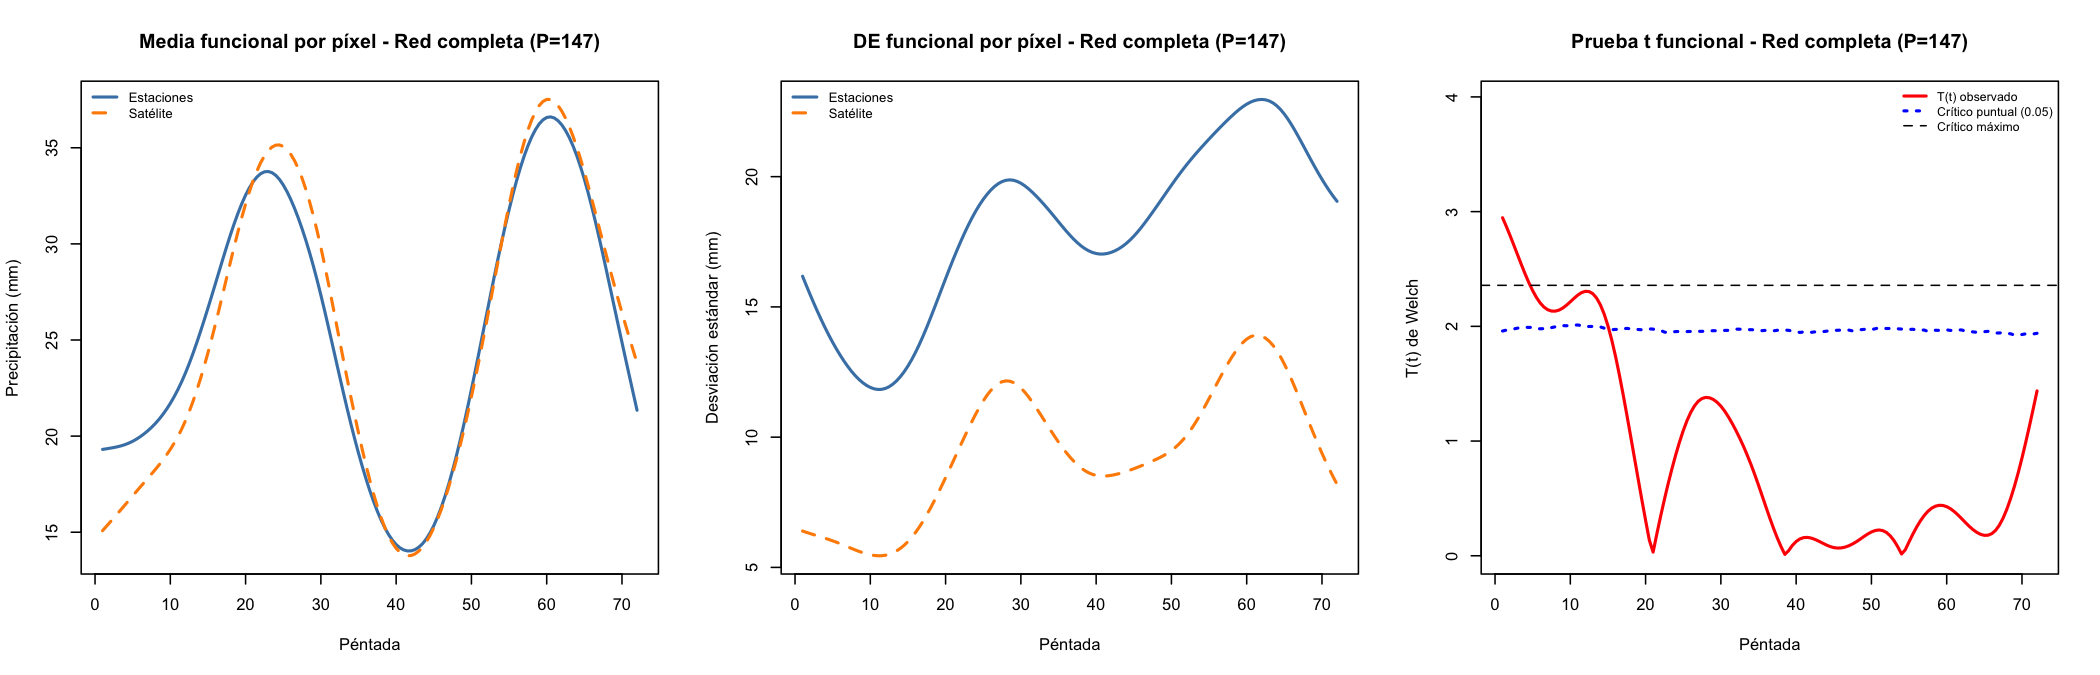 Media funcional por píxel - Red completa (P=147)
Estaciones
Satélite
Precipitación (mm)
35
30
25
20
15
0 10 20 30 40 50 60 70
Péntada
DE funcional por píxel - Red completa (P=147)
Estaciones
Satélite
Desviación estándar (mm)
20
15
10
5
0 10 20 30 40 50 60 70
Péntada
Prueba t funcional - Red completa (P=147)
T(t) observado
Crítico puntual (0.05)
Crítico máximo
T(t) de Welch
4
3
2
1
0
0 10 20 30 40 50 60 70
Péntada